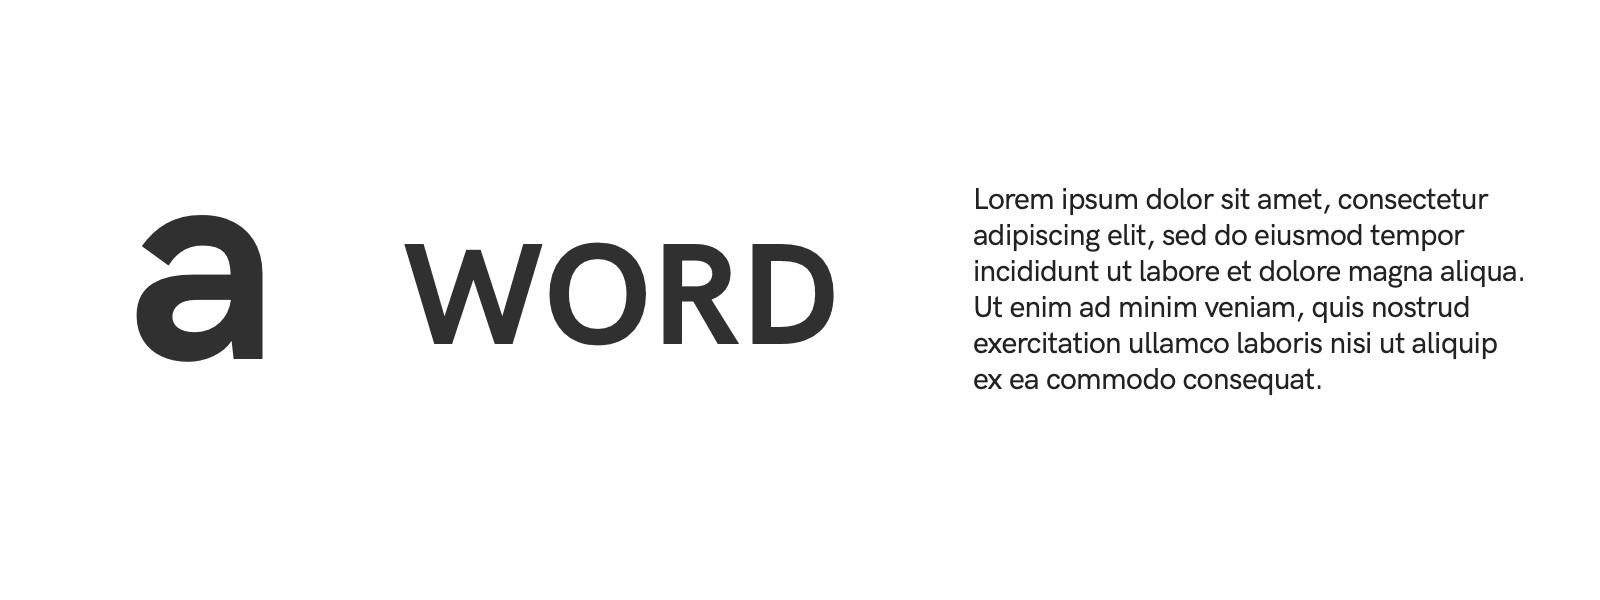 a
WORD
Lorem ipsum dolor sit amet, consectetur
adipiscing elit, sed do eiusmod tempor
incididunt ut labore et dolore magna aliqua.
Ut enim ad minim veniam, quis nostrud
exercitation ullamco laboris nisi ut aliquip
ex ea commodo consequat.